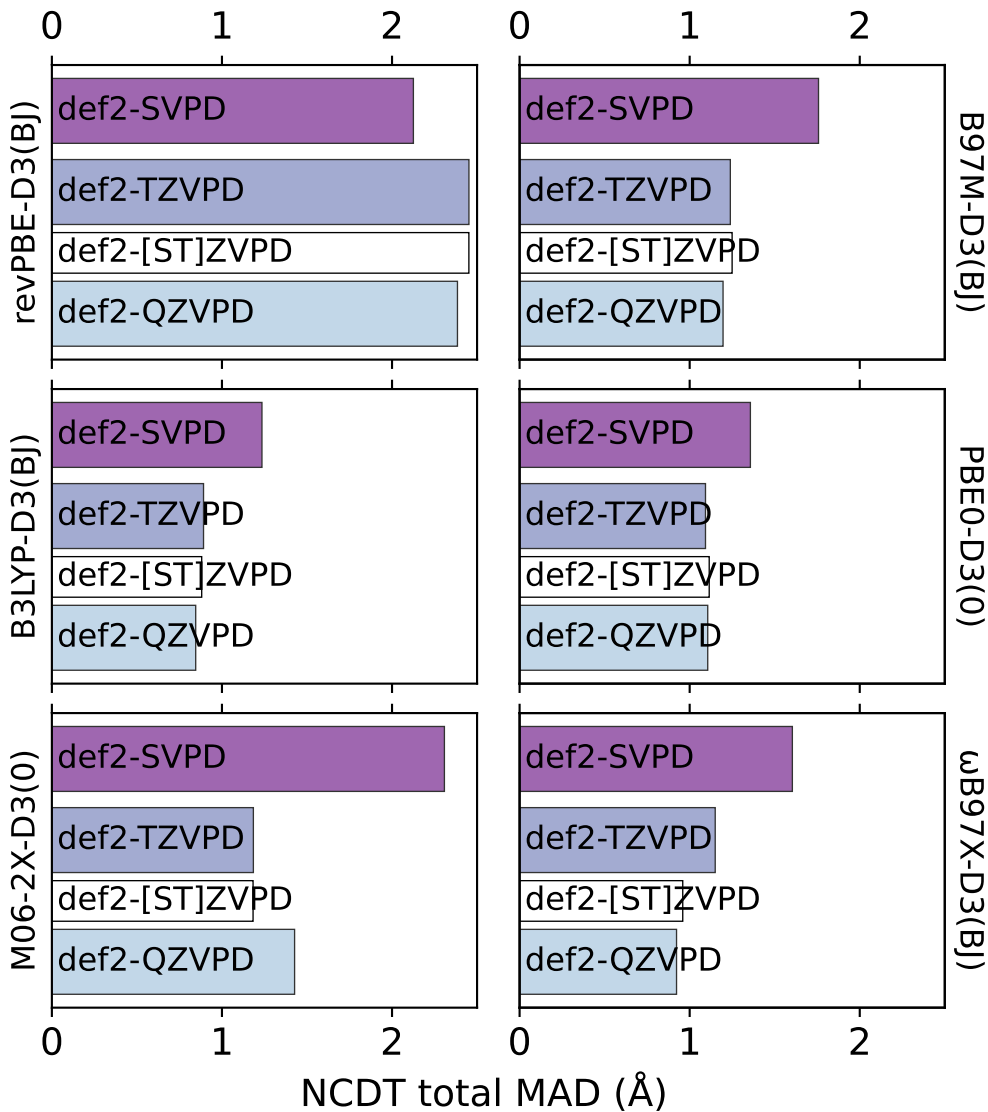 0 1 2 0 1 2
revPBE-D3(BJ)
def2-SVPD
def2-TZVPD
def2-[ST]ZVPD
def2-QZVPD
def2-SVPD
def2-TZVPD
def2-[ST]ZVPD
def2-QZVPD
B97M-D3(BJ)
B3LYP-D3(BJ)
def2-SVPD
def2-TZVPD
def2-[ST]ZVPD
def2-QZVPD
def2-SVPD
def2-TZVPD
def2-[ST]ZVPD
def2-QZVPD
PBE0-D3(0)
M06-2X-D3(0)
def2-SVPD
def2-TZVPD
def2-[ST]ZVPD
def2-QZVPD
def2-SVPD
def2-TZVPD
def2-[ST]ZVPD
def2-QZVPD
ωB97X-D3(BJ)
0 1 2 0 1 2
NCDT total MAD (Å)